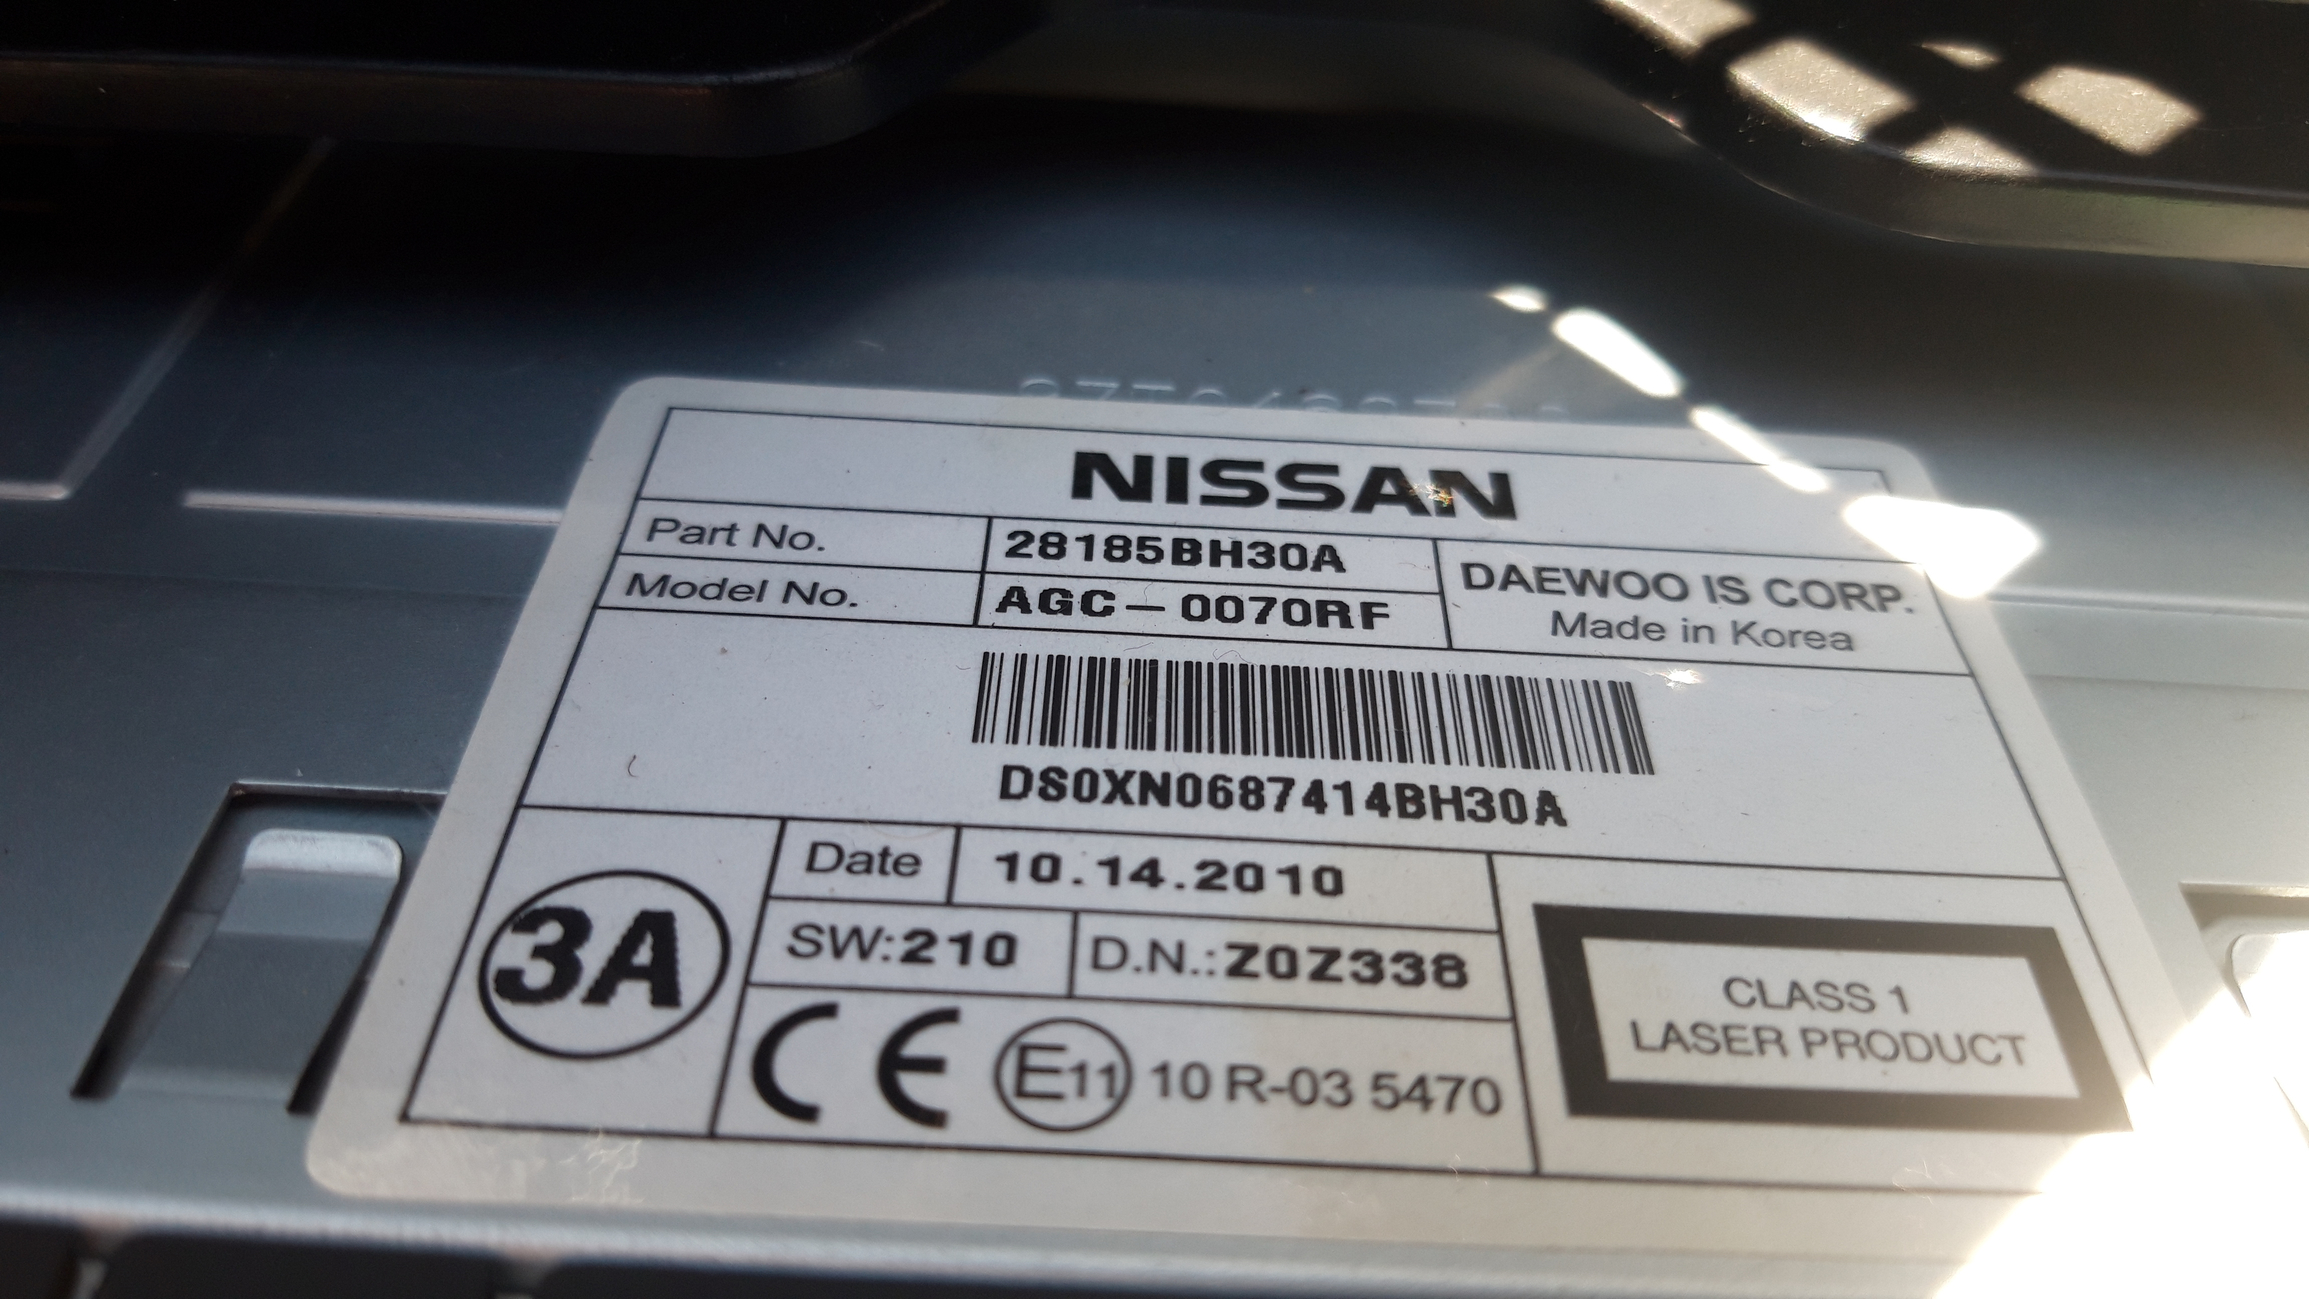 NISSAN
Part No. 28185BH30A
Model No. AGC-0070RF
DAEWOO IS CORP.
Made in Korea
DS0XN0687414BH30A
3A
Date 10.14.2010
SW:210 D.N.:Z0Z338
CE E11 10 R-03 5470
CLASS 1
LASER PRODUCT